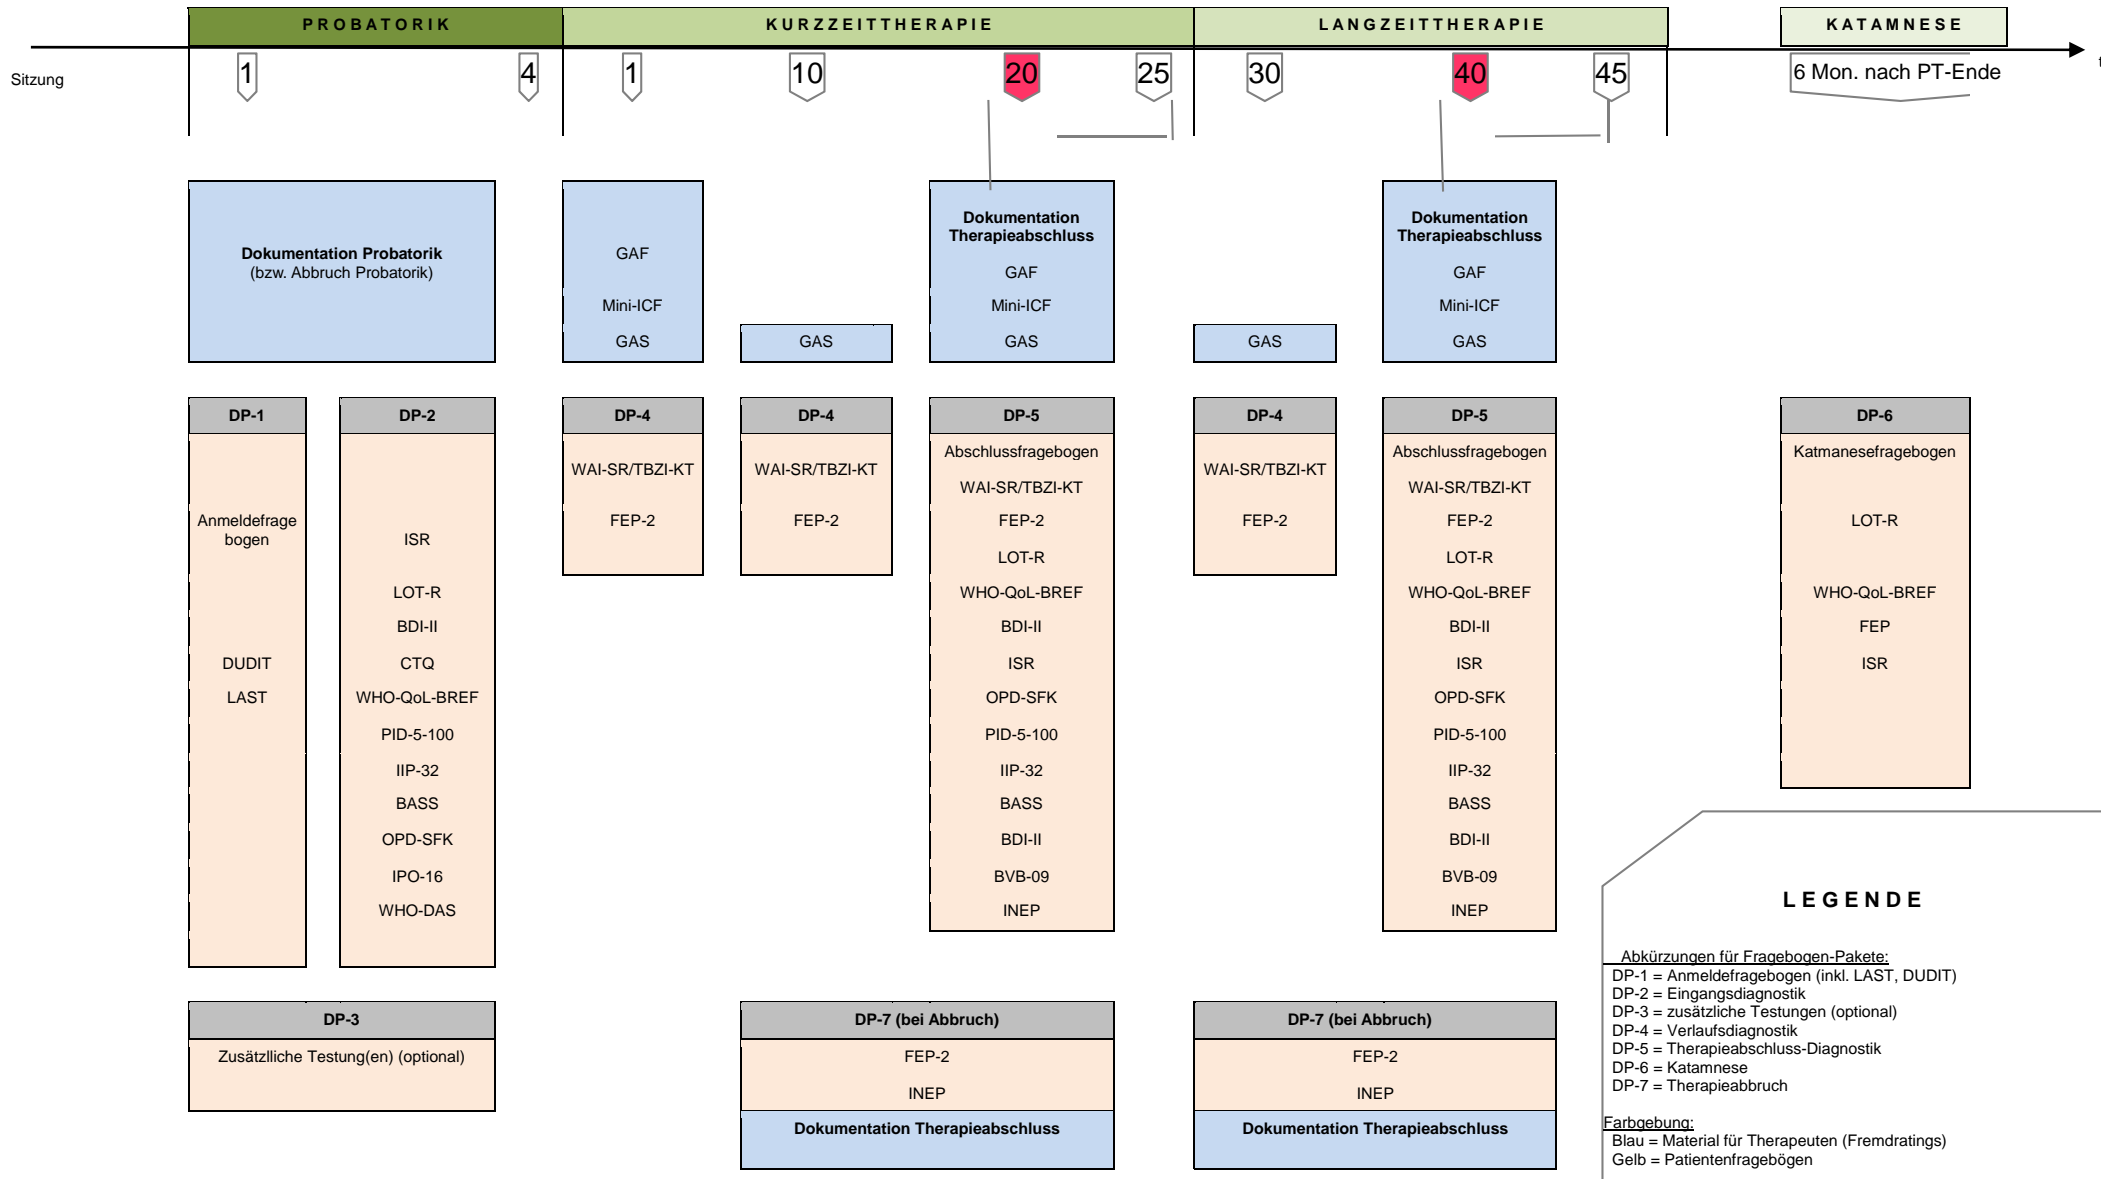 PROBATORIK
KURZZEITTHERAPIE
LANGZEITTHERAPIE
KATAMNESE
Sitzung
1
4
1
10
20
25
30
40
45
6 Mon. nach PT-Ende
t
Dokumentation Probatorik
(bzw. Abbruch Probatorik)
GAF
Mini-ICF
GAS
GAS
Dokumentation
Therapieabschluss
GAF
Mini-ICF
GAS
GAS
Dokumentation
Therapieabschluss
GAF
Mini-ICF
GAS
DP-1
Anmeldefrage
bogen
DUDIT
LAST
DP-2
ISR
LOT-R
BDI-II
CTQ
WHO-QoL-BREF
PID-5-100
IIP-32
BASS
OPD-SFK
IPO-16
WHO-DAS
DP-4
WAI-SR/TBZI-KT
FEP-2
DP-4
WAI-SR/TBZI-KT
FEP-2
DP-5
Abschlussfragebogen
WAI-SR/TBZI-KT
FEP-2
LOT-R
WHO-QoL-BREF
BDI-II
ISR
OPD-SFK
PID-5-100
IIP-32
BASS
BDI-II
BVB-09
INEP
DP-4
WAI-SR/TBZI-KT
FEP-2
DP-5
Abschlussfragebogen
WAI-SR/TBZI-KT
FEP-2
LOT-R
WHO-QoL-BREF
BDI-II
ISR
OPD-SFK
PID-5-100
IIP-32
BASS
BDI-II
BVB-09
INEP
DP-6
Katmanesefragebogen
LOT-R
WHO-QoL-BREF
FEP
ISR
DP-3
Zusätzlliche Testung(en) (optional)
DP-7 (bei Abbruch)
FEP-2
INEP
Dokumentation Therapieabschluss
DP-7 (bei Abbruch)
FEP-2
INEP
Dokumentation Therapieabschluss
LEGENDE
Abkürzungen für Fragebogen-Pakete:
DP-1 = Anmeldefragebogen (inkl. LAST, DUDIT)
DP-2 = Eingangsdiagnostik
DP-3 = zusätzliche Testungen (optional)
DP-4 = Verlaufsdiagnostik
DP-5 = Therapieabschluss-Diagnostik
DP-6 = Katamnese
DP-7 = Therapieabbruch
Farbgebung:
Blau = Material für Therapeuten (Fremdratings)
Gelb = Patientenfragebögen